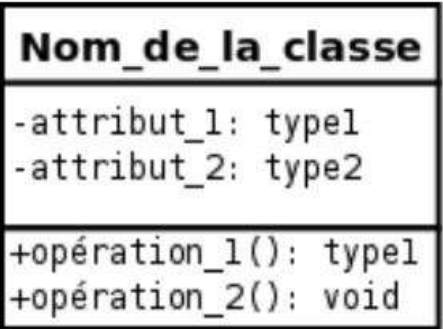 Nom_de_la_classe
-attribut_1: type1
-attribut_2: type2
+opération_1(): type1
+opération_2(): void